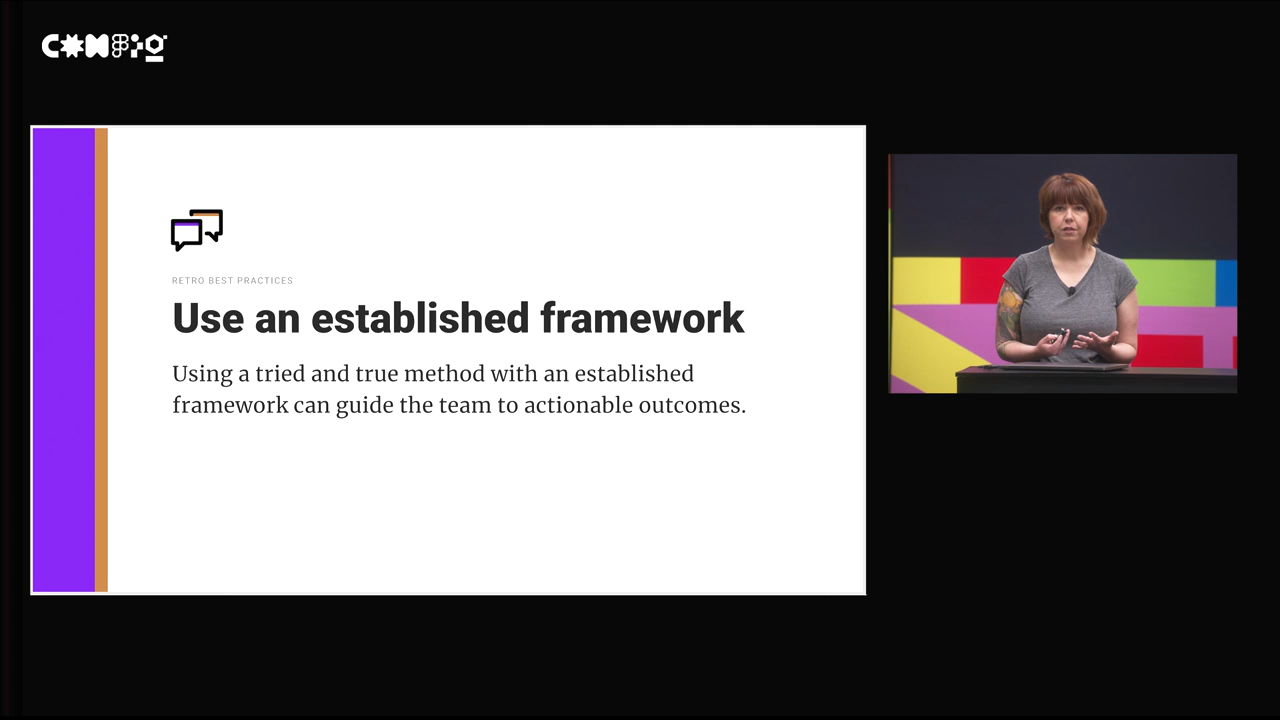 CONFIG
RETRO BEST PRACTICES
Use an established framework
Using a tried and true method with an established
framework can guide the team to actionable outcomes.